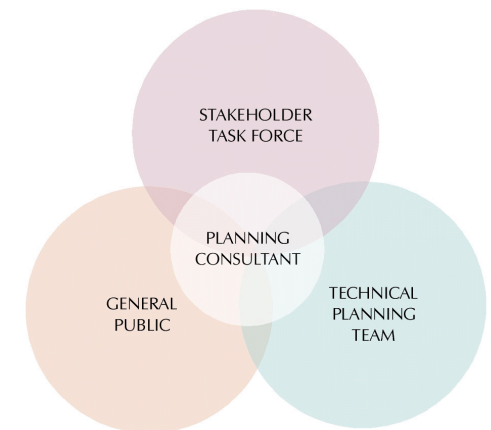 STAKEHOLDER
TASK FORCE
PLANNING
CONSULTANT
GENERAL
PUBLIC
TECHNICAL
PLANNING
TEAM